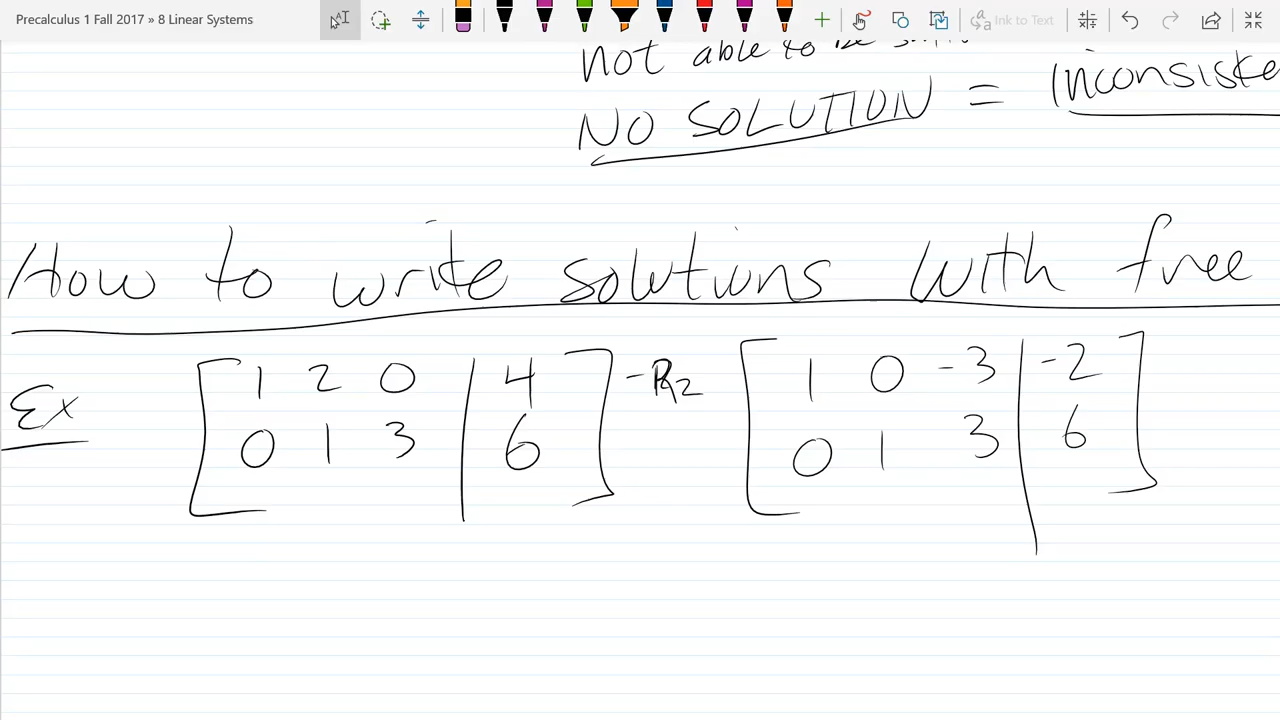 Precalculus 1 Fall 2017 » 8 Linear Systems
Ink to Text
not able to be
NO SOLUTION = inconsiste
How to write solutions with free
Ex [ 1 2 0 | 4 ] -R2 [ 1 0 -3 | -2 ]
[ 0 1 3 | 6 ] [ 0 1 3 | 6 ]